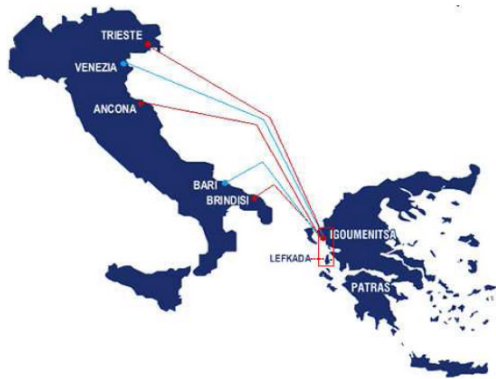 TRIESTE
VENEZIA
ANCONA
BARI
BRINDISI
IGOUMENITSA
LEFKADA
PATRAS